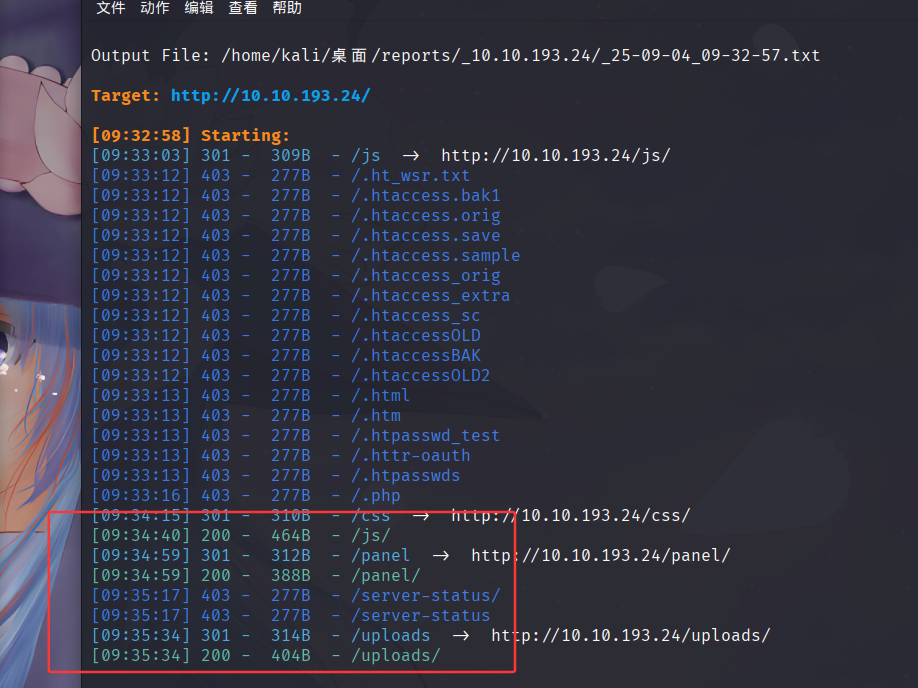 文件 动作 编辑 查看 帮助
Output File: /home/kali/桌面/reports/_10.10.193.24/_25-09-04_09-32-57.txt
Target: http://10.10.193.24/
[09:32:58] Starting:
[09:33:03] 301 - 309B - /js → http://10.10.193.24/js/
[09:33:12] 403 - 277B - /.ht_wsr.txt
[09:33:12] 403 - 277B - /.htaccess.bak1
[09:33:12] 403 - 277B - /.htaccess.orig
[09:33:12] 403 - 277B - /.htaccess.save
[09:33:12] 403 - 277B - /.htaccess.sample
[09:33:12] 403 - 277B - /.htaccess_orig
[09:33:12] 403 - 277B - /.htaccess_extra
[09:33:12] 403 - 277B - /.htaccess_sc
[09:33:12] 403 - 277B - /.htaccessOLD
[09:33:12] 403 - 277B - /.htaccessBAK
[09:33:12] 403 - 277B - /.htaccessOLD2
[09:33:13] 403 - 277B - /.html
[09:33:13] 403 - 277B - /.htm
[09:33:13] 403 - 277B - /.htpasswd_test
[09:33:13] 403 - 277B - /.httr-oauth
[09:33:13] 403 - 277B - /.htpasswds
[09:33:16] 403 - 277B - /.php
[09:34:15] 301 - 310B - /css → http://10.10.193.24/css/
[09:34:40] 200 - 464B - /js/
[09:34:59] 301 - 312B - /panel → http://10.10.193.24/panel/
[09:34:59] 200 - 388B - /panel/
[09:35:17] 403 - 277B - /server-status/
[09:35:17] 403 - 277B - /server-status
[09:35:34] 301 - 314B - /uploads → http://10.10.193.24/uploads/
[09:35:34] 200 - 404B - /uploads/